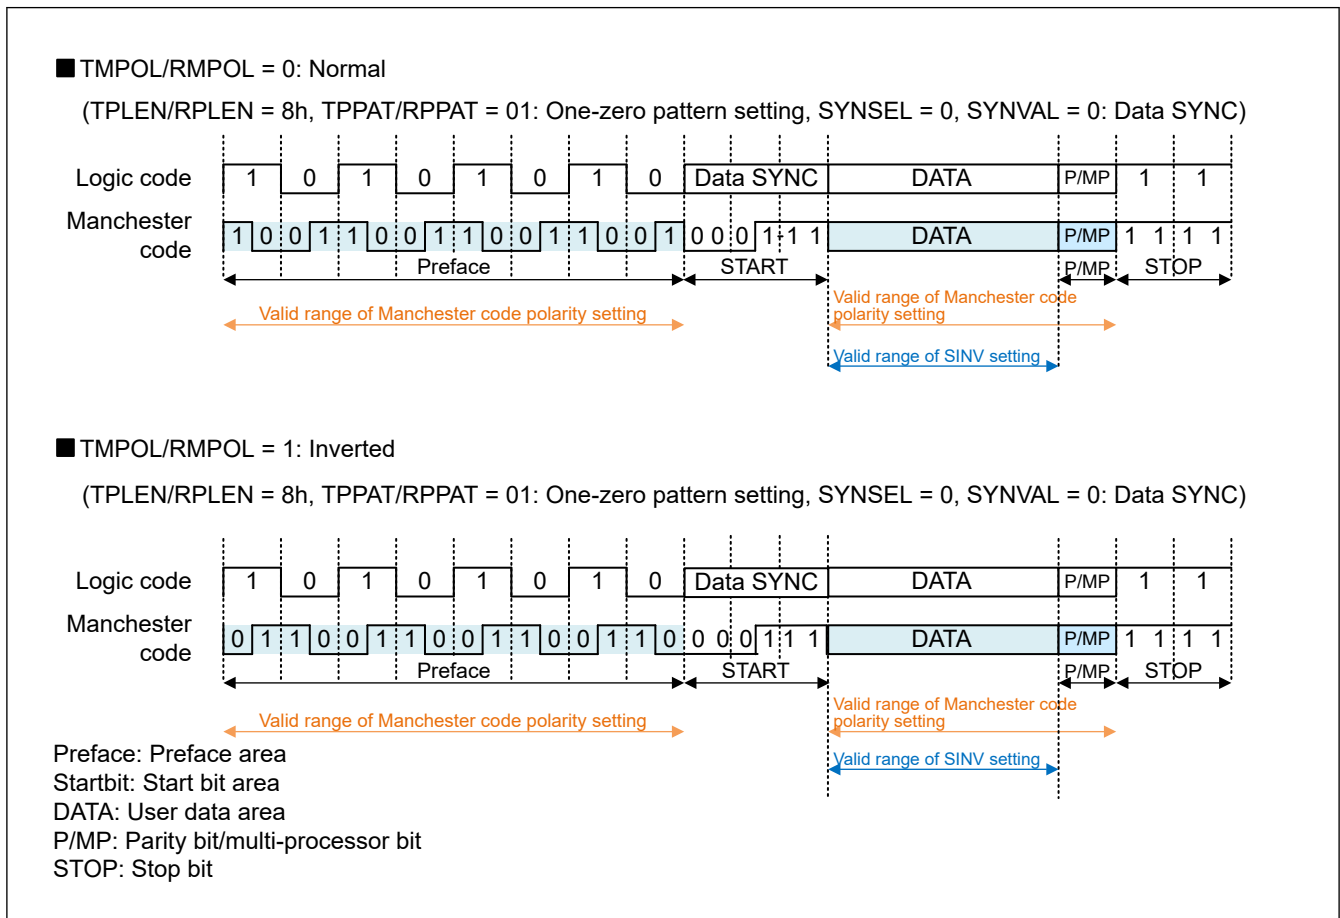 ■ TMPOL/RMPOL = 0: Normal
(TPLEN/RPLEN = 8h, TPPAT/RPPAT = 01: One-zero pattern setting, SYNSEL = 0, SYNVAL = 0: Data SYNC)
Logic code 1 0 1 0 1 0 1 0 Data SYNC DATA P/MP 1 1
Manchester code 1 0 0 1 1 0 0 1 1 0 0 1 1 0 0 1 0 0 0 1 1 1 DATA P/MP 1 1 1 1
Preface START P/MP STOP
Valid range of Manchester code polarity setting
Valid range of Manchester code
polarity setting
Valid range of SINV setting
■ TMPOL/RMPOL = 1: Inverted
(TPLEN/RPLEN = 8h, TPPAT/RPPAT = 01: One-zero pattern setting, SYNSEL = 0, SYNVAL = 0: Data SYNC)
Logic code 1 0 1 0 1 0 1 0 Data SYNC DATA P/MP 1 1
Manchester code 0 1 1 0 0 1 1 0 0 1 1 0 0 1 1 0 0 0 0 1 1 1 DATA P/MP 1 1 1 1
Preface START P/MP STOP
Valid range of Manchester code polarity setting
Valid range of Manchester code
polarity setting
Valid range of SINV setting
Preface: Preface area
Startbit: Start bit area
DATA: User data area
P/MP: Parity bit/multi-processor bit
STOP: Stop bit